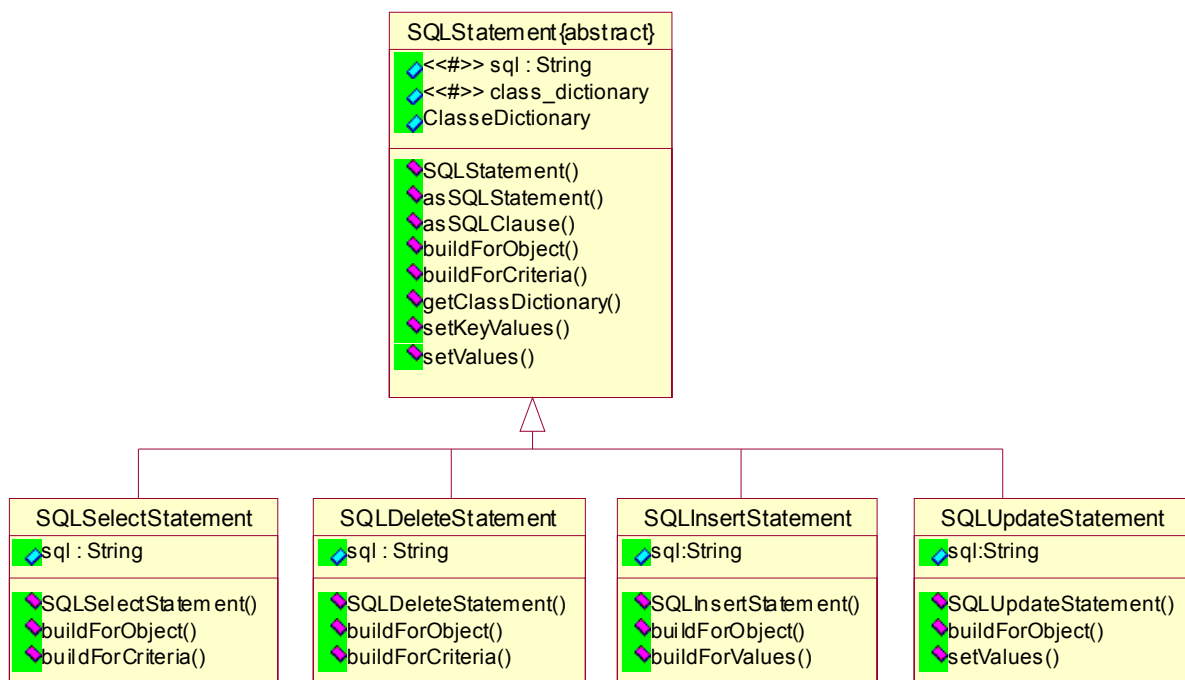 SQLStatement{abstract}
<<#>> sql : String
<<#>> class_dictionary
ClasseDictionary
SQLStatement()
asSQLStatement()
asSQLClause()
buildForObject()
buildForCriteria()
getClassDictionary()
setKeyValues()
setValues()
SQLSelectStatement
sql : String
SQLSelectStatement()
buildForObject()
buildForCriteria()
SQLDeleteStatement
sql : String
SQLDeleteStatement()
buildForObject()
buildForCriteria()
SQLInsertStatement
sql:String
SQLInsertStatement()
buildForObject()
buildForValues()
SQLUpdateStatement
sql:String
SQLUpdateStatement()
buildForObject()
setValues()